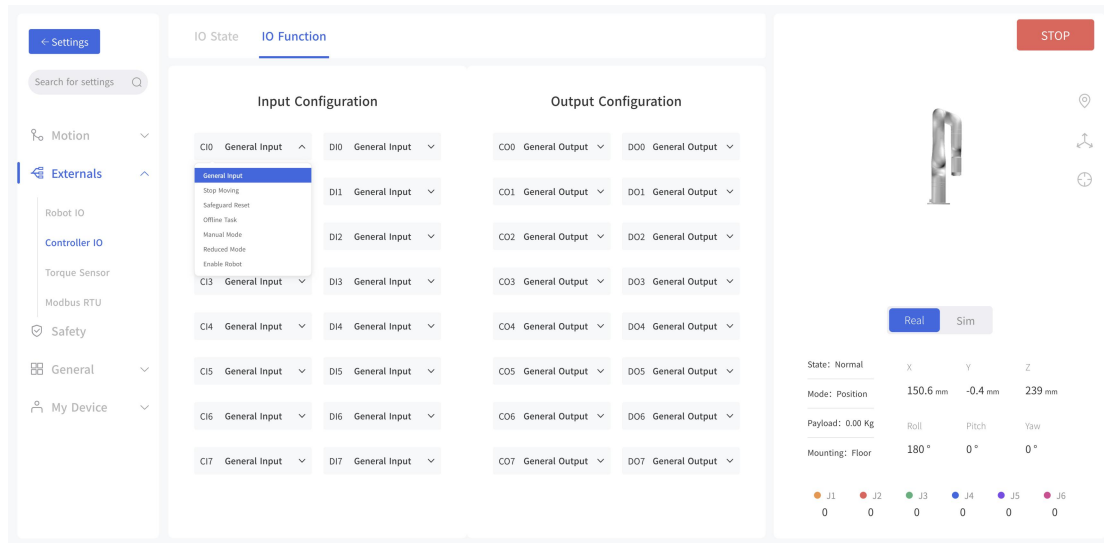 ← Settings
Search for settings
Motion
Externals
Robot IO
Controller IO
Torque Sensor
Modbus RTU
Safety
General
My Device
IO State IO Function
Input Configuration
CI0 General Input DI0 General Input
General Input
Stop Moving
Safeguard Reset
Offline Task
Manual Mode
Reduced Mode
Enable Robot
DI1 General Input
DI2 General Input
CI3 General Input DI3 General Input
CI4 General Input DI4 General Input
CI5 General Input DI5 General Input
CI6 General Input DI6 General Input
CI7 General Input DI7 General Input
Output Configuration
CO0 General Output DO0 General Output
CO1 General Output DO1 General Output
CO2 General Output DO2 General Output
CO3 General Output DO3 General Output
CO4 General Output DO4 General Output
CO5 General Output DO5 General Output
CO6 General Output DO6 General Output
CO7 General Output DO7 General Output
STOP
Real Sim
State: Normal
Mode: Position
Payload: 0.00 Kg
Mounting: Floor
X Y Z
150.6 mm -0.4 mm 239 mm
Roll Pitch Yaw
180 ° 0 ° 0 °
J1 J2 J3 J4 J5 J6
0 0 0 0 0 0